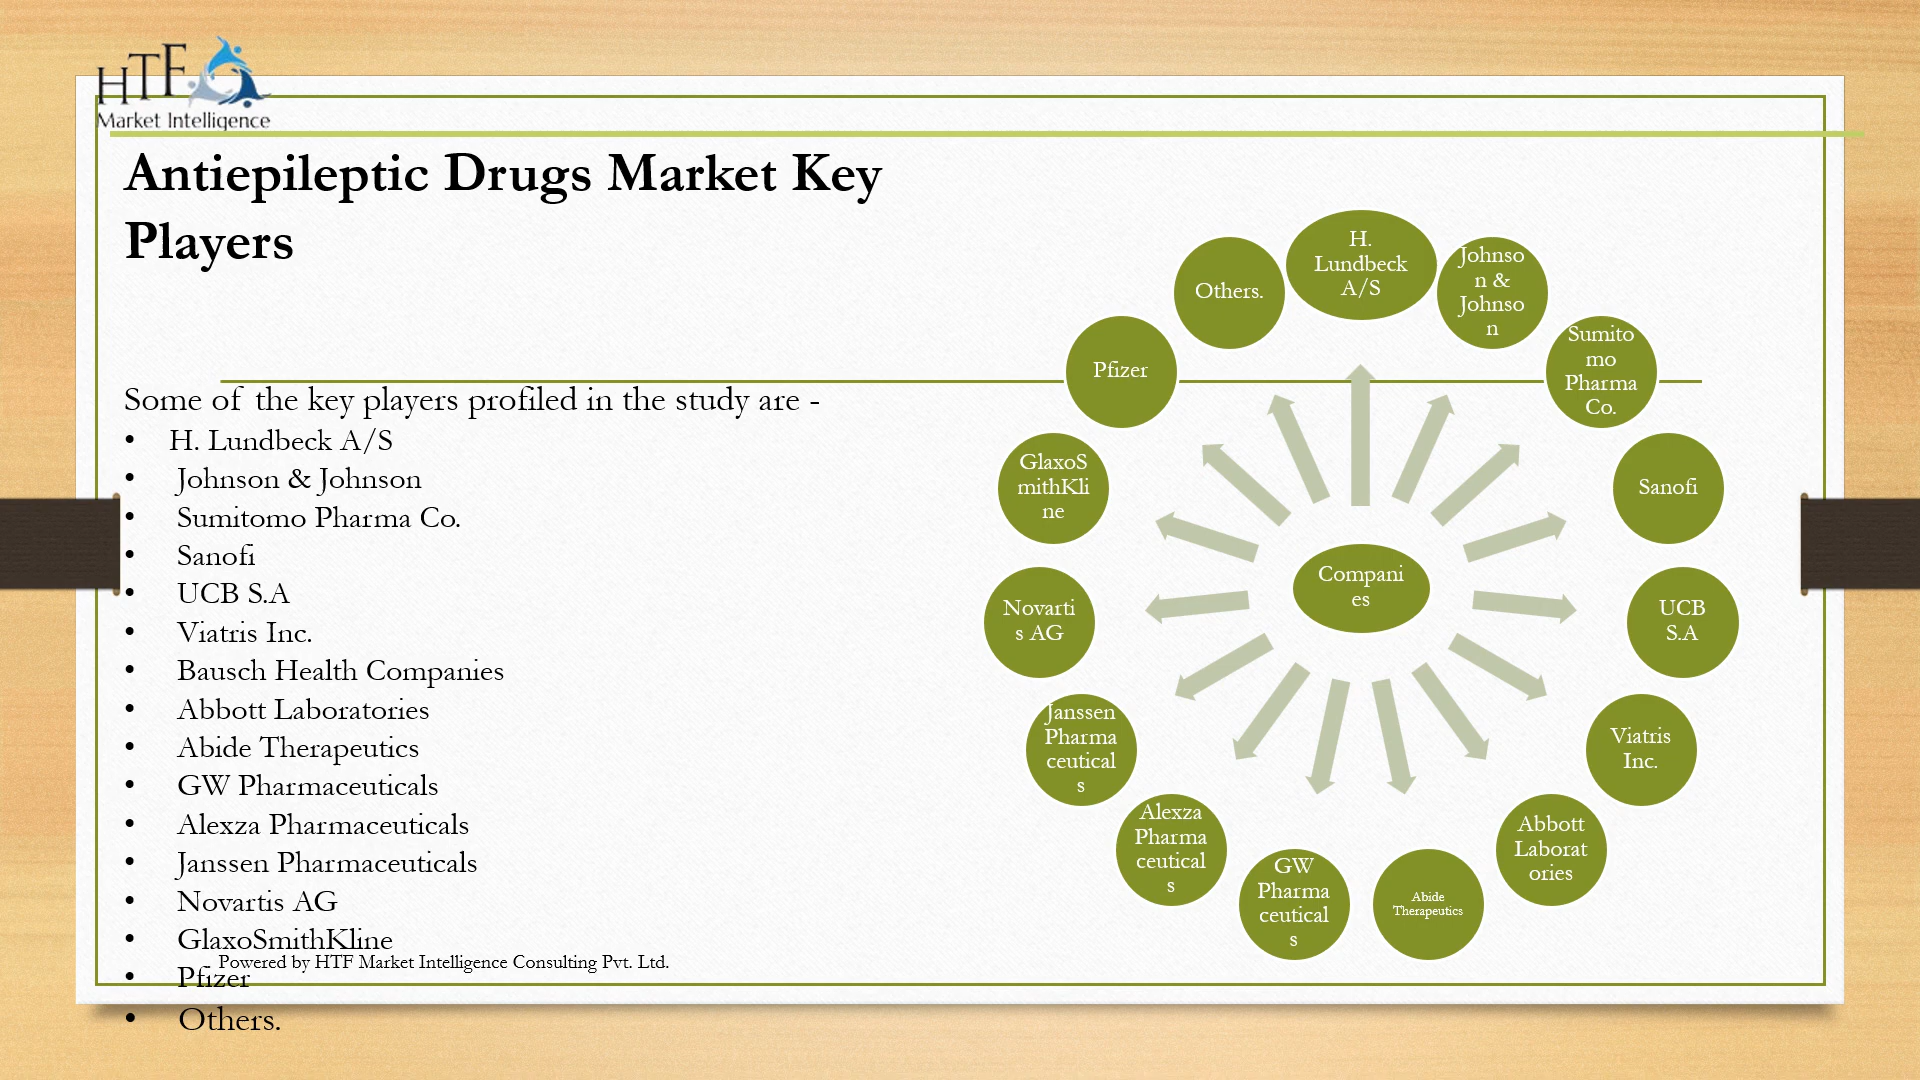 HTF
Market Intelligence
Antiepileptic Drugs Market Key
Players
Some of the key players profiled in the study are -
• H. Lundbeck A/S
• Johnson & Johnson
• Sumitomo Pharma Co.
• Sanofi
• UCB S.A
• Viatris Inc.
• Bausch Health Companies
• Abbott Laboratories
• Abide Therapeutics
• GW Pharmaceuticals
• Alexza Pharmaceuticals
• Janssen Pharmaceuticals
• Novartis AG
• GlaxoSmithKline
• Pfizer
• Others.
Powered by HTF Market Intelligence Consulting Pvt. Ltd.
Compani
es
H.
Lundbeck
A/S
Johnso
n &
Johnso
n
Sumito
mo
Pharma
Co.
Sanofi
UCB
S.A
Viatris
Inc.
Abbott
Laborat
ories
Abide
Therapeutics
GW
Pharma
ceutical
s
Alexza
Pharma
ceutical
s
Janssen
Pharma
ceutical
s
Novarti
s AG
GlaxoS
mithKli
ne
Pfizer
Others.